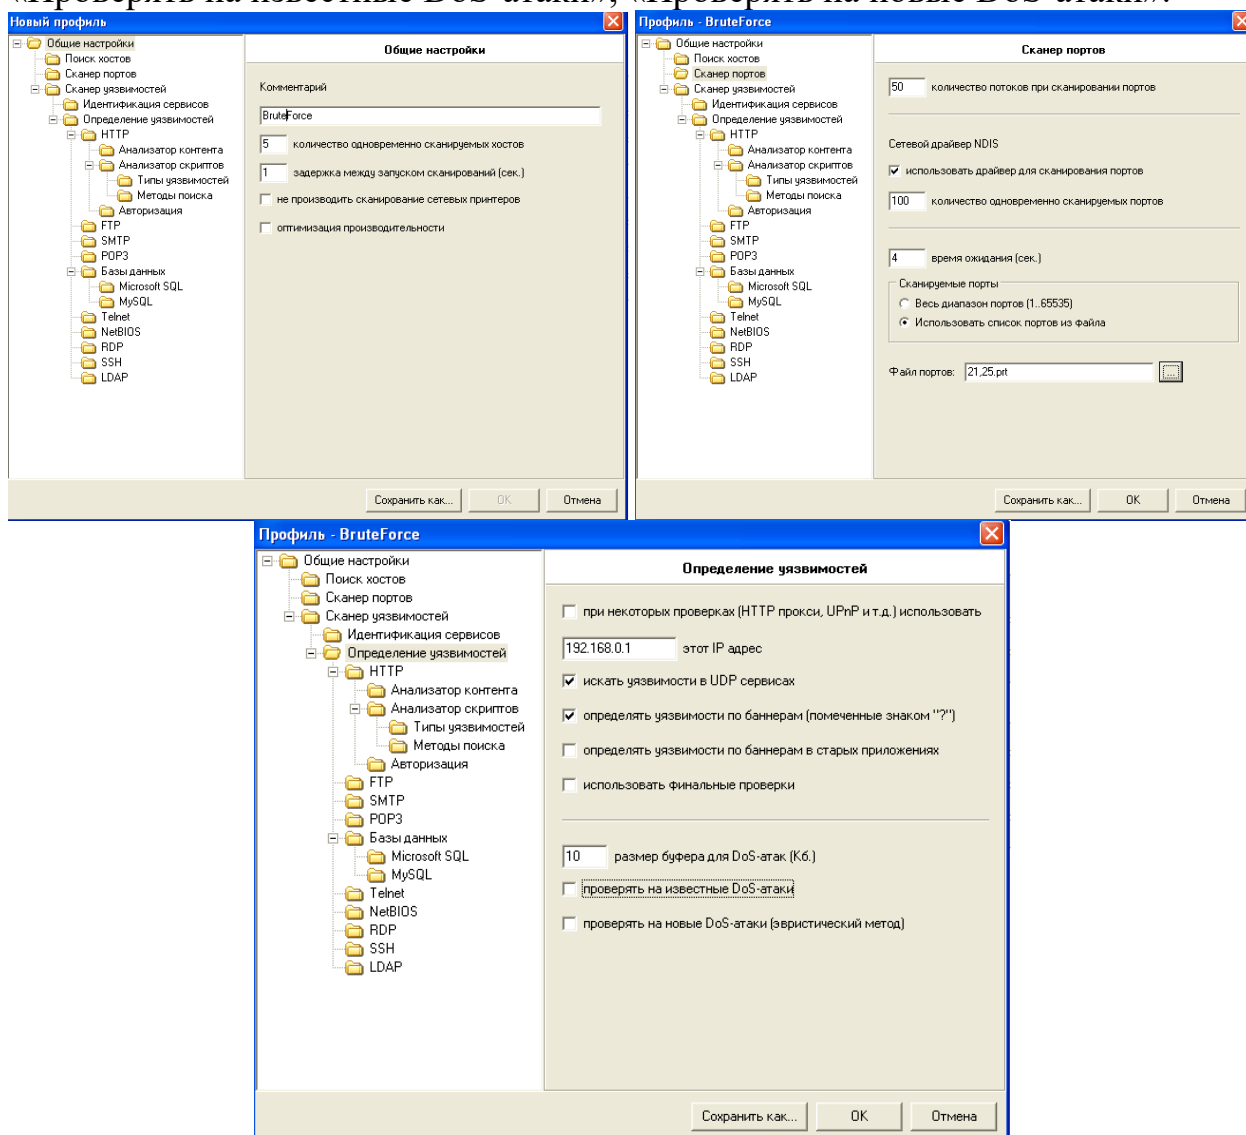 «Проверять на известные DoS-атаки», «Проверять на новые DoS-атаки».
Новый профиль
Общие настройки
Поиск хостов
Сканер портов
Сканер уязвимостей
Идентификация сервисов
Определение уязвимостей
HTTP
Анализатор контента
Анализатор скриптов
Типы уязвимостей
Методы поиска
Авторизация
FTP
SMTP
POP3
Базы данных
Microsoft SQL
MySQL
Telnet
NetBIOS
RDP
SSH
LDAP
Общие настройки
Комментарий
BruteForce
5 количество одновременно сканируемых хостов
1 задержка между запуском сканирований (сек.)
не производить сканирование сетевых принтеров
оптимизация производительности
Сохранить как... OK Отмена
Профиль - BruteForce
Общие настройки
Поиск хостов
Сканер портов
Сканер уязвимостей
Идентификация сервисов
Определение уязвимостей
HTTP
Анализатор контента
Анализатор скриптов
Типы уязвимостей
Методы поиска
Авторизация
FTP
SMTP
POP3
Базы данных
Microsoft SQL
MySQL
Telnet
NetBIOS
RDP
SSH
LDAP
Сканер портов
50 количество потоков при сканировании портов
Сетевой драйвер NDIS
использовать драйвер для сканирования портов
100 количество одновременно сканируемых портов
4 время ожидания (сек.)
Сканируемые порты
Весь диапазон портов (1..65535)
Использовать список портов из файла
Файл портов: 21,25.prt ...
Сохранить как... OK Отмена
Профиль - BruteForce
Общие настройки
Поиск хостов
Сканер портов
Сканер уязвимостей
Идентификация сервисов
Определение уязвимостей
HTTP
Анализатор контента
Анализатор скриптов
Типы уязвимостей
Методы поиска
Авторизация
FTP
SMTP
POP3
Базы данных
Microsoft SQL
MySQL
Telnet
NetBIOS
RDP
SSH
LDAP
Определение уязвимостей
при некоторых проверках (HTTP прокси, UPnP и т.д.) использовать
192.168.0.1 этот IP адрес
искать уязвимости в UDP сервисах
определять уязвимости по баннерам (помеченные знаком "?")
определять уязвимости по баннерам в старых приложениях
использовать финальные проверки
10 размер буфера для DoS-атак (Кб.)
проверять на известные DoS-атаки
проверять на новые DoS-атаки (эвристический метод)
Сохранить как... OK Отмена